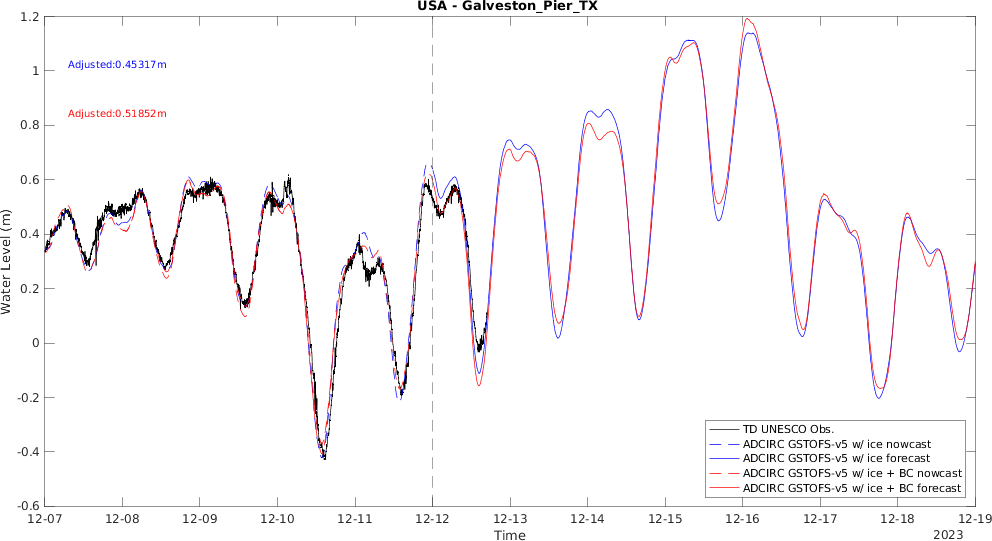 USA - Galveston_Pier_TX
1.2
1
0.8
0.6
0.4
0.2
0
-0.2
-0.4
-0.6
Water Level (m)
Adjusted:0.45317m
Adjusted:0.51852m
TD UNESCO Obs.
ADCIRC GSTOFS-v5 w/ ice nowcast
ADCIRC GSTOFS-v5 w/ ice forecast
ADCIRC GSTOFS-v5 w/ ice + BC nowcast
ADCIRC GSTOFS-v5 w/ ice + BC forecast
12-07 12-08 12-09 12-10 12-11 12-12 12-13 12-14 12-15 12-16 12-17 12-18 12-19
Time
2023